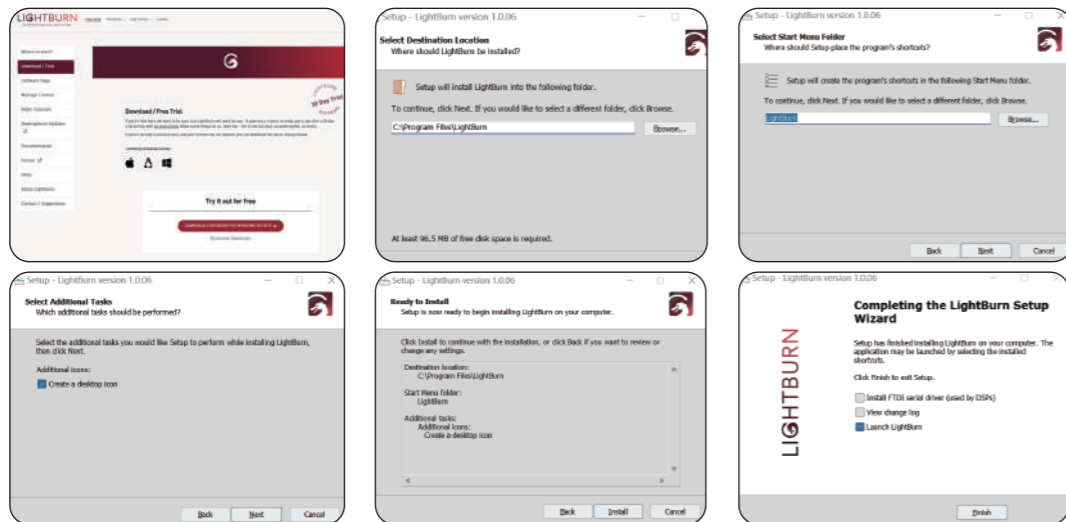 LIGHTBURN
Download / Free Trial
30 Day Trial
Download / Free Trial
Try it out for free
Setup - LightBurn version 1.0.06
Select Destination Location
Where should LightBurn be installed?
Setup will install LightBurn into the following folder.
To continue, click Next. If you would like to select a different folder, click Browse.
C:\Program Files\LightBurn
Browse...
At least 96.5 MB of free disk space is required.
Setup - LightBurn version 1.0.06
Select Start Menu Folder
Where should Setup place the program's shortcuts?
Setup will create the program's shortcuts in the following Start Menu folder.
To continue, click Next. If you would like to select a different folder, click Browse.
LightBurn
Browse...
Back Next Cancel
Setup - LightBurn version 1.0.06
Select Additional Tasks
Which additional tasks should be performed?
Select the additional tasks you would like Setup to perform while installing LightBurn,
then click Next.
Additional icons:
Create a desktop icon
Back Next Cancel
Setup - LightBurn version 1.0.06
Ready to Install
Setup is now ready to begin installing LightBurn on your computer.
Click Install to continue with the installation, or click Back if you want to review or
change any settings.
Destination location:
C:\Program Files\LightBurn
Start Menu folder:
LightBurn
Additional tasks:
Additional icons:
Create a desktop icon
Back Install Cancel
Setup - LightBurn version 1.0.06
LIGHTBURN
Completing the LightBurn Setup
Wizard
Setup has finished installing LightBurn on your computer. The
application may be launched by selecting the installed
shortcuts.
Click Finish to exit Setup.
Install FTDI serial driver (used by DSPs)
View change log
Launch LightBurn
Finish